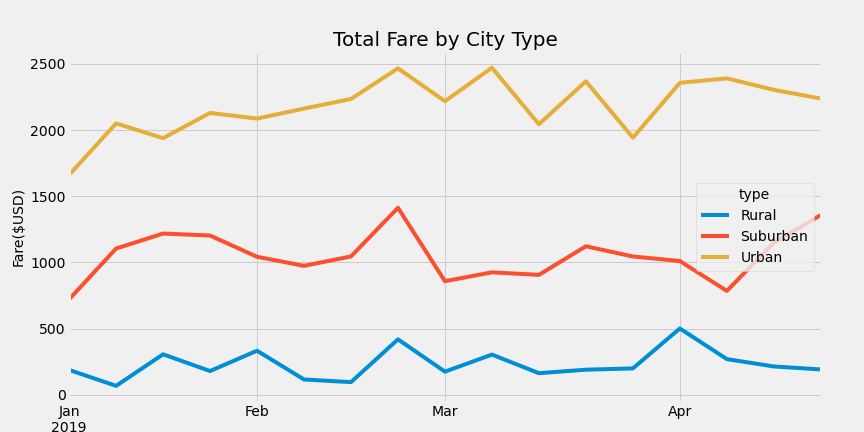 Total Fare by City Type
Fare($USD)
2500
2000
1500
1000
500
0
type
Rural
Suburban
Urban
Jan
2019
Feb
Mar
Apr